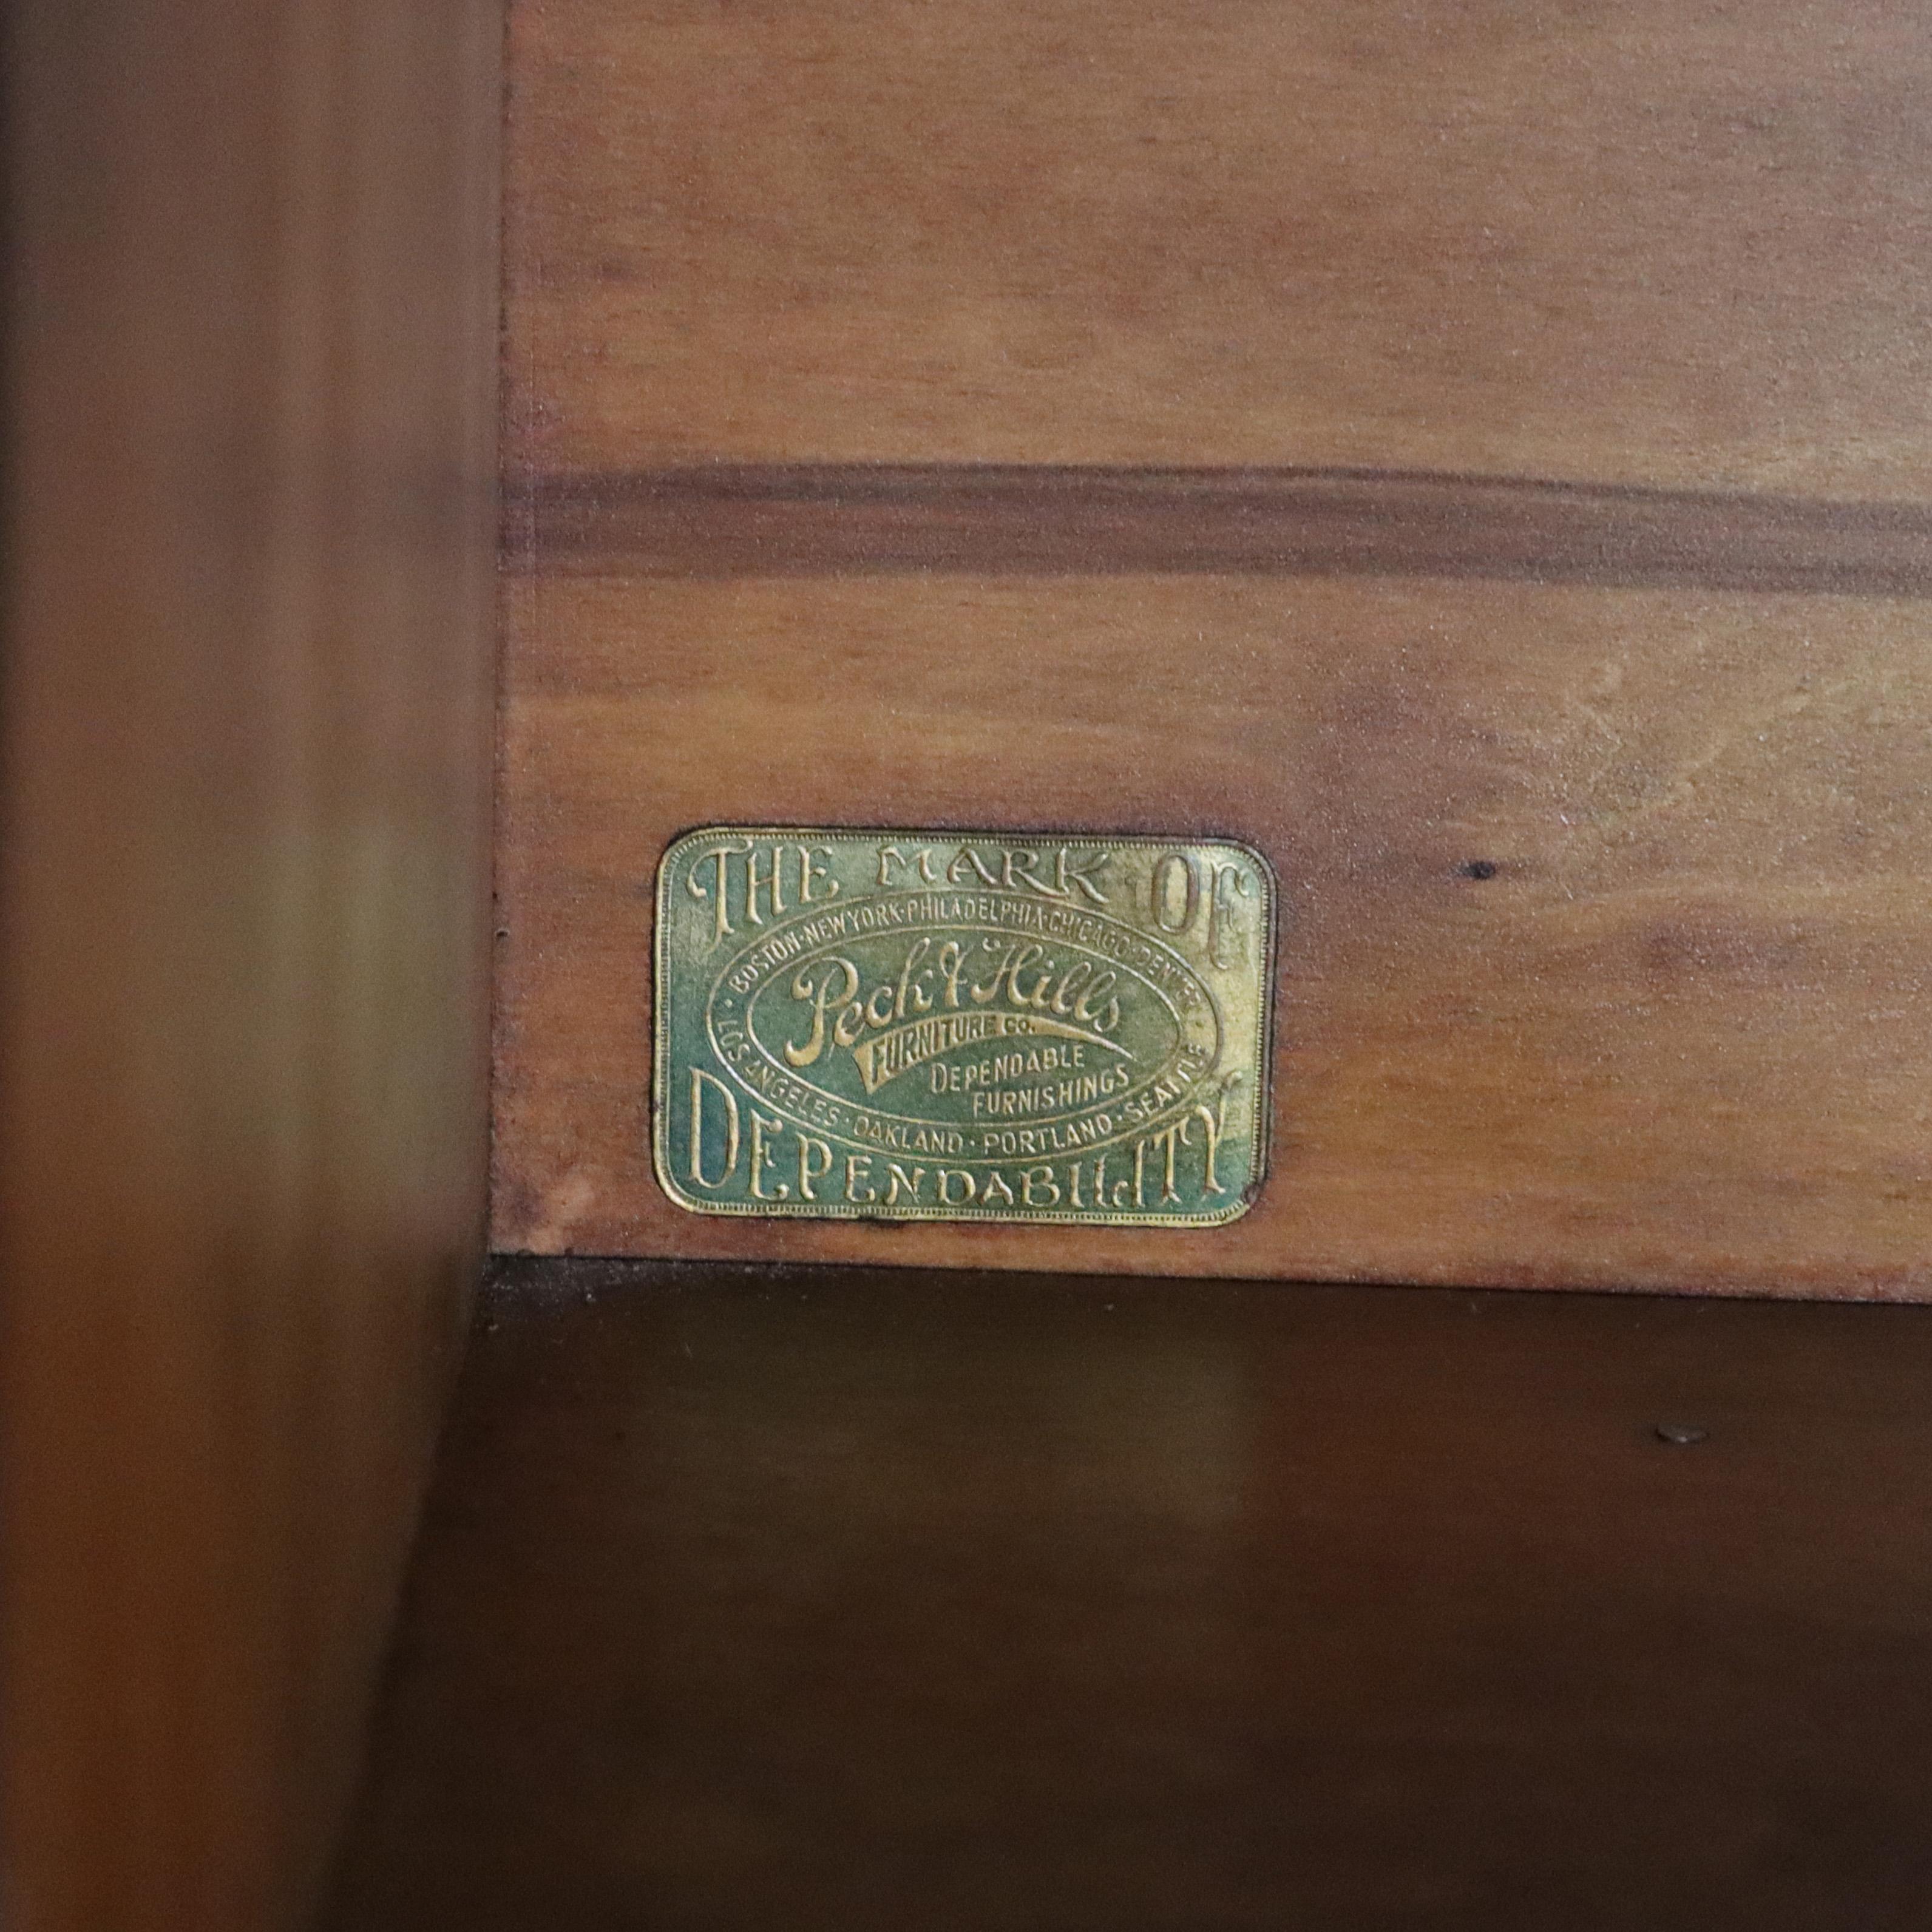 THE MARK OF
BOSTON·NEW YORK·PHILADELPHIA·CHICAGO·DENVER
Peck & Hills
FURNITURE CO.
DEPENDABLE
FURNISHINGS
LOS ANGELES·OAKLAND·PORTLAND·SEATTLE
DEPENDABILITY